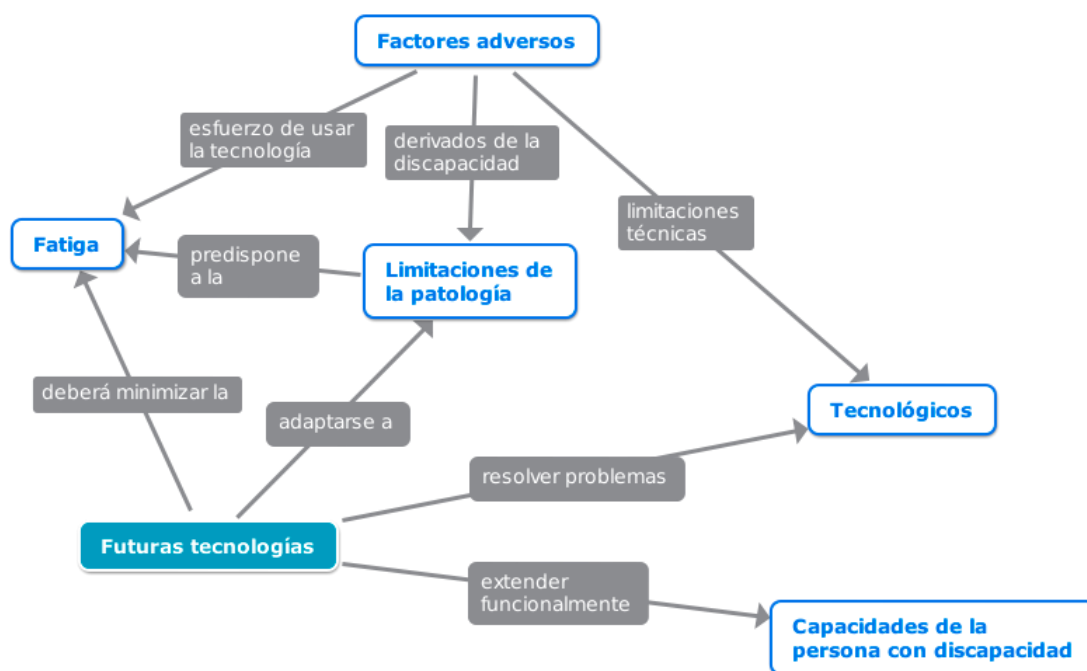 Factores adversos
esfuerzo de usar
la tecnología
derivados de la
discapacidad
limitaciones
técnicas
Fatiga
predispone
a la
Limitaciones de
la patología
deberá minimizar la
adaptarse a
Tecnológicos
resolver problemas
Futuras tecnologías
extender
funcionalmente
Capacidades de la
persona con discapacidad